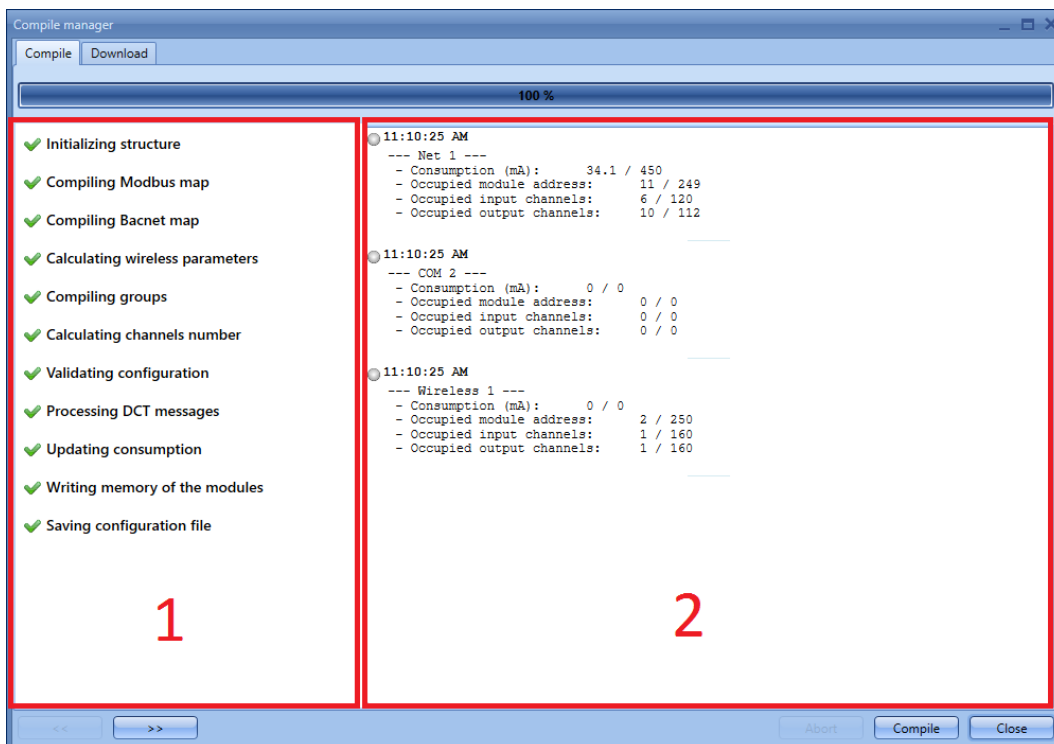 Compile manager
Compile Download
100 %
Initializing structure
Compiling Modbus map
Compiling Bacnet map
Calculating wireless parameters
Compiling groups
Calculating channels number
Validating configuration
Processing DCT messages
Updating consumption
Writing memory of the modules
Saving configuration file
1
11:10:25 AM
--- Net 1 ---
- Consumption (mA): 34.1 / 450
- Occupied module address: 11 / 249
- Occupied input channels: 6 / 120
- Occupied output channels: 10 / 112
11:10:25 AM
--- COM 2 ---
- Consumption (mA): 0 / 0
- Occupied module address: 0 / 0
- Occupied input channels: 0 / 0
- Occupied output channels: 0 / 0
11:10:25 AM
--- Wireless 1 ---
- Consumption (mA): 0 / 0
- Occupied module address: 2 / 250
- Occupied input channels: 1 / 160
- Occupied output channels: 1 / 160
2
<< >> Abort Compile Close